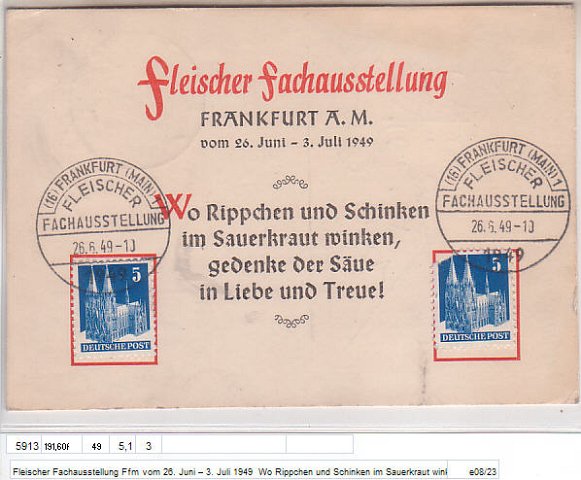 Fleischer Fachausstellung
FRANKFURT A. M.
vom 26. Juni - 3. Juli 1949
(16) FRANKFURT (MAIN) 1
FLEISCHER
FACHAUSSTELLUNG
26.6.49-10
1949
(16) FRANKFURT (MAIN) 1
FLEISCHER
FACHAUSSTELLUNG
26.6.49-10
1949
Wo Rippchen und Schinken
im Sauerkraut winken,
gedenke der Säue
in Liebe und Treue!
5
DEUTSCHE POST
5
DEUTSCHE POST
5913 191,60f 49 5,1 3
Fleischer Fachausstellung Ffm vom 26. Juni – 3. Juli 1949 Wo Rippchen und Schinken im Sauerkraut wink e08/23